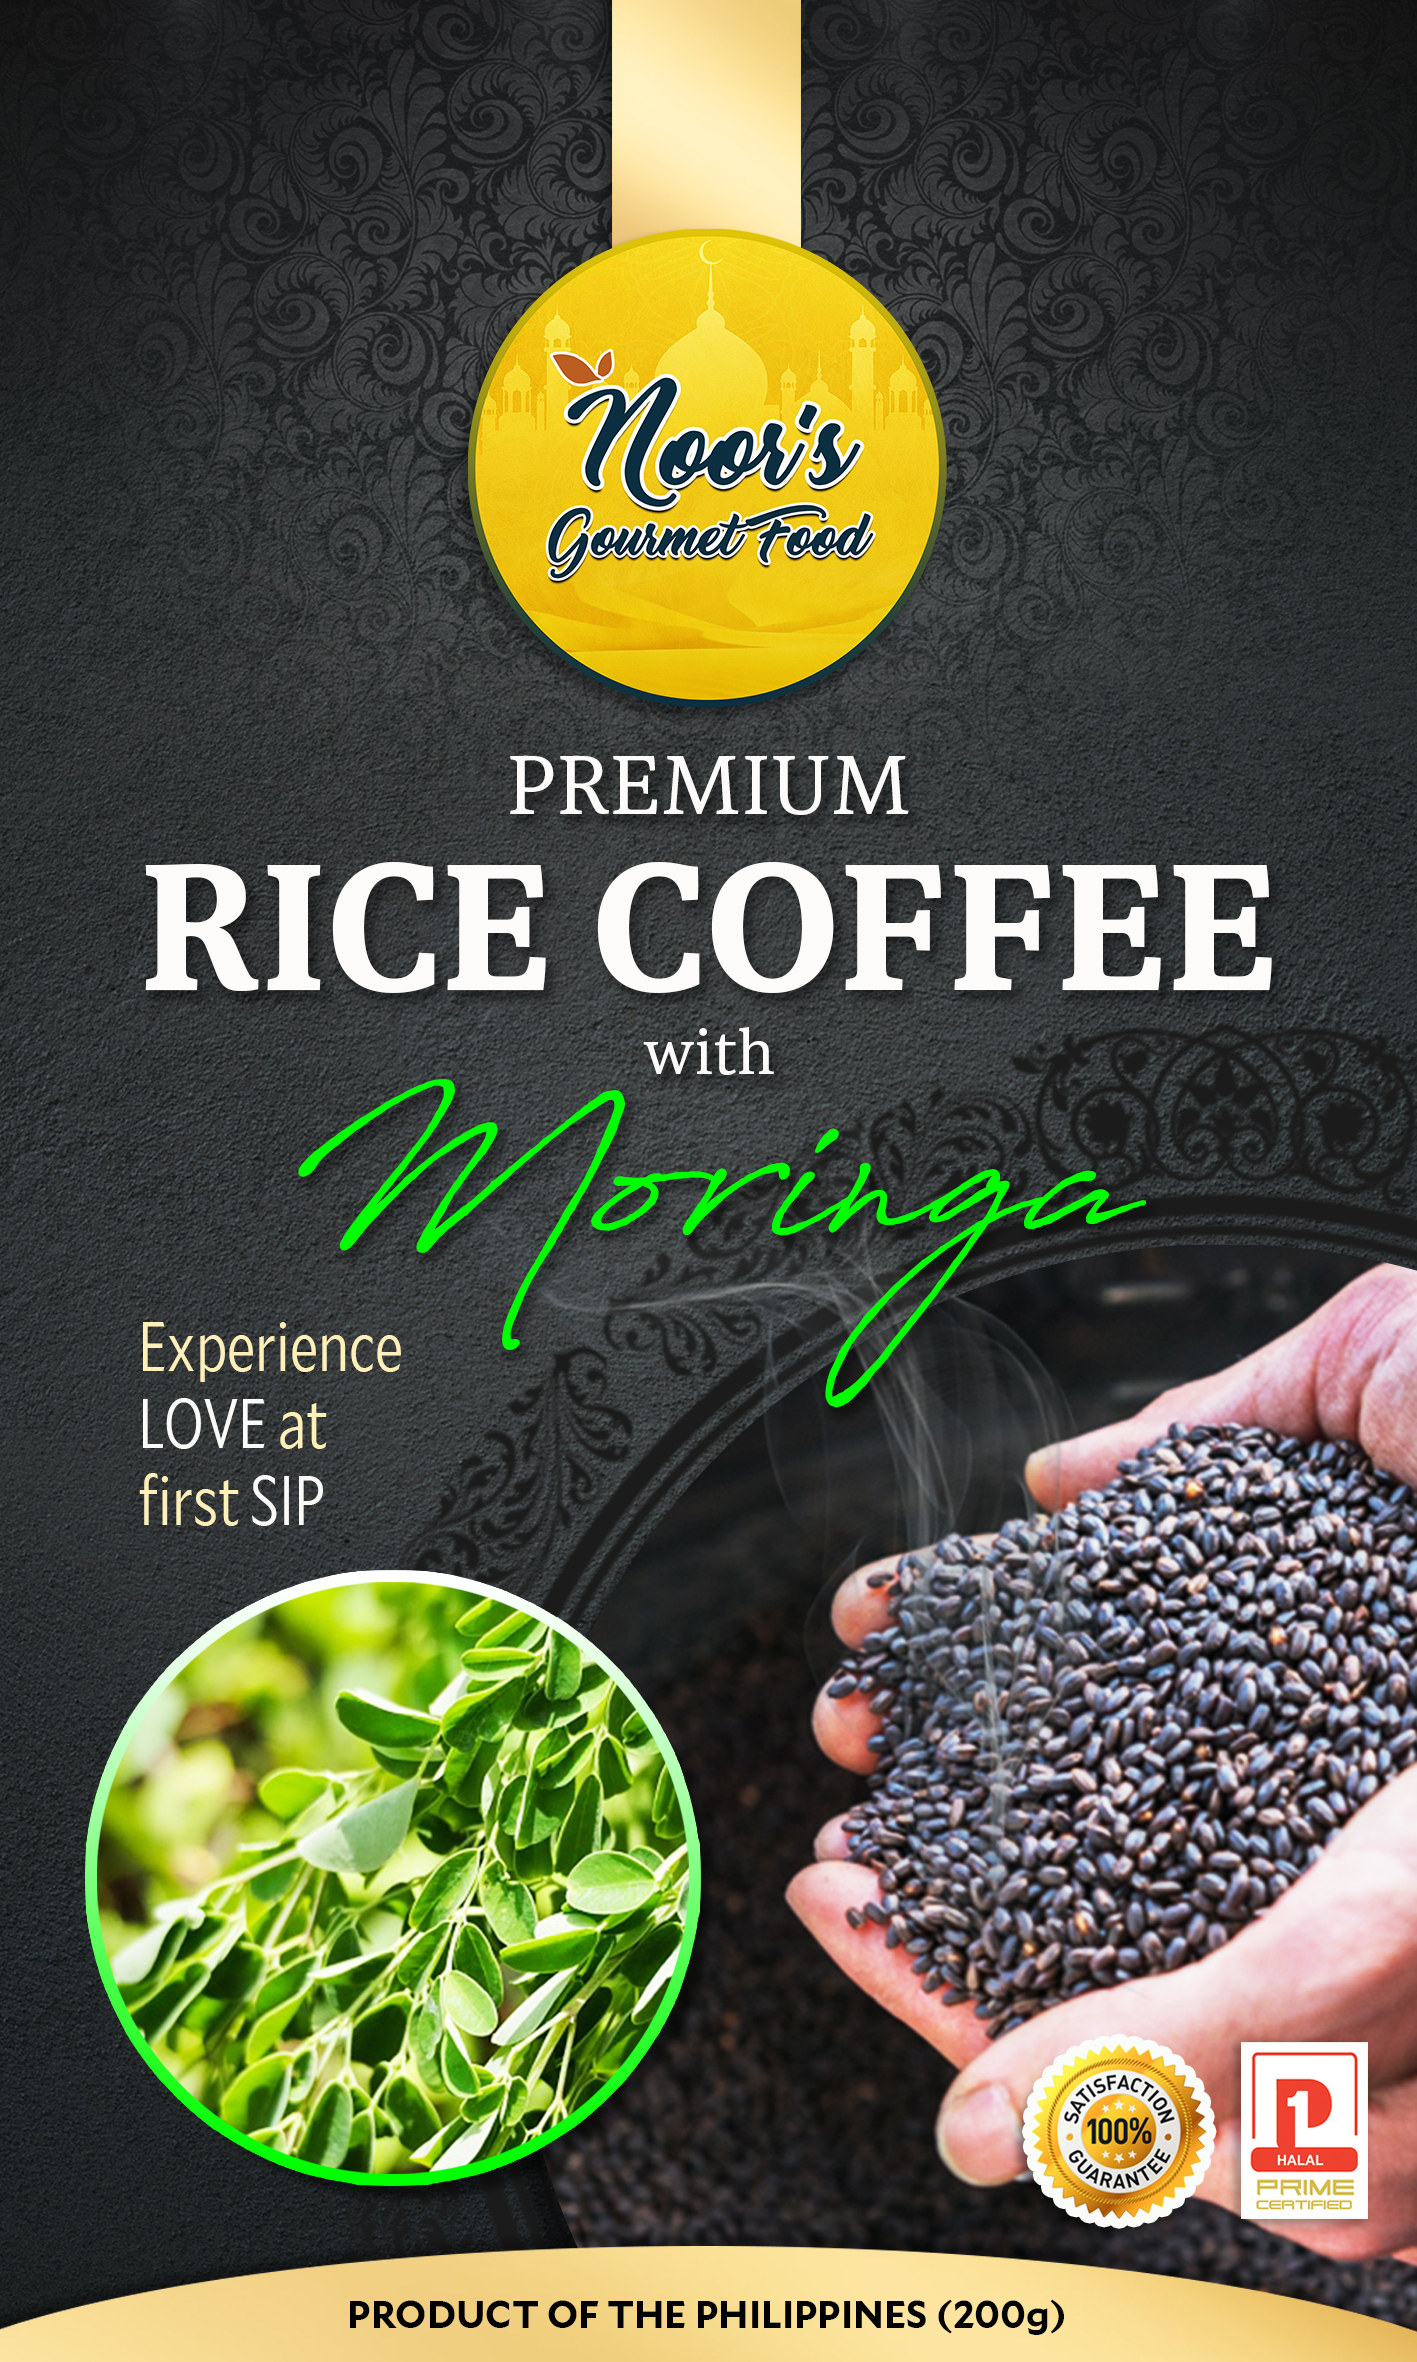 Noor's
Gourmet Food
PREMIUM
RICE COFFEE
with
Moringa
Experience
LOVE at
first SIP
SATISFACTION
100%
GUARANTEE
P1
HALAL
PRIME
CERTIFIED
PRODUCT OF THE PHILIPPINES (200g)